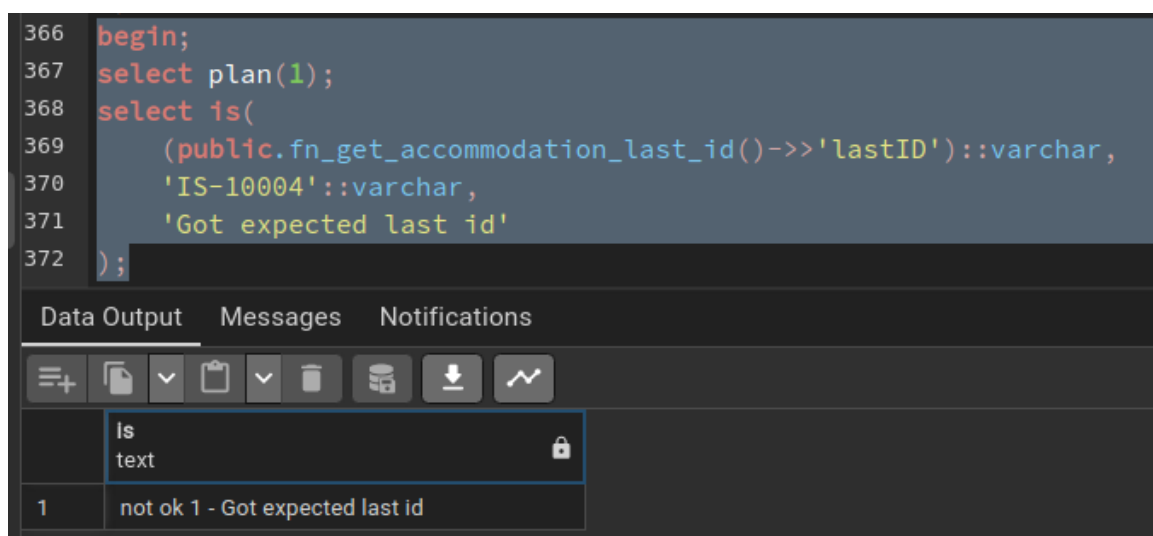 366 begin;
367 select plan(1);
368 select is(
369 (public.fn_get_accommodation_last_id()->>'lastID')::varchar,
370 'IS-10004'::varchar,
371 'Got expected last id'
372 );
Data Output Messages Notifications
is
text
1 not ok 1 - Got expected last id